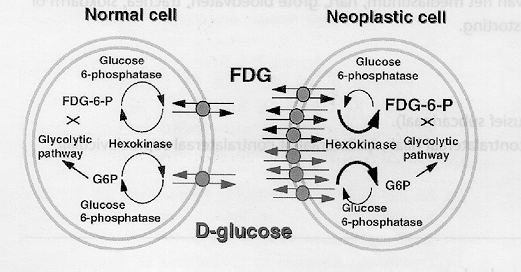 Normal cell
Neoplastic cell
Glucose
6-phosphatase
FDG-6-P
Glycolytic
pathway
Hexokinase
G6P
Glucose
6-phosphatase
FDG
D-glucose
Glucose
6-phosphatase
FDG-6-P
Hexokinase
Glycolytic
pathway
G6P
Glucose
6-phosphatase